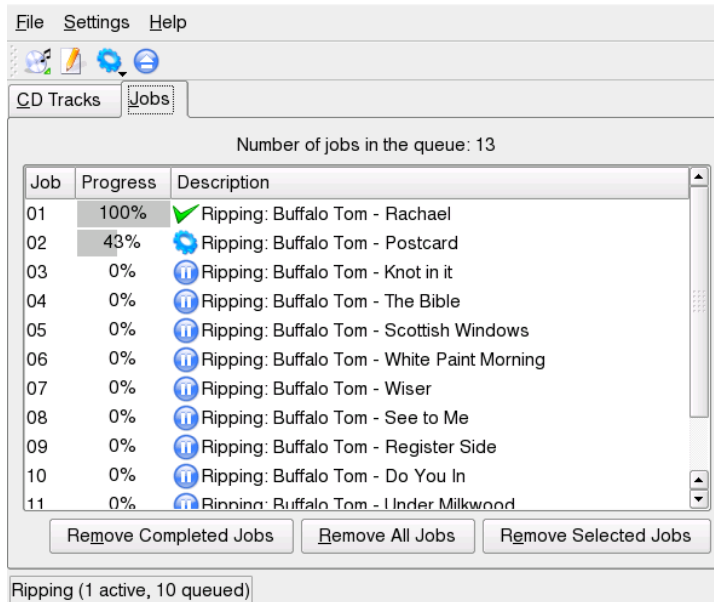 File Settings Help
CD Tracks Jobs
Number of jobs in the queue: 13
Job Progress Description
01 100% Ripping: Buffalo Tom - Rachael
02 43% Ripping: Buffalo Tom - Postcard
03 0% Ripping: Buffalo Tom - Knot in it
04 0% Ripping: Buffalo Tom - The Bible
05 0% Ripping: Buffalo Tom - Scottish Windows
06 0% Ripping: Buffalo Tom - White Paint Morning
07 0% Ripping: Buffalo Tom - Wiser
08 0% Ripping: Buffalo Tom - See to Me
09 0% Ripping: Buffalo Tom - Register Side
10 0% Ripping: Buffalo Tom - Do You In
11 0% Ripping: Buffalo Tom - Under Milkwood
Remove Completed Jobs Remove All Jobs Remove Selected Jobs
Ripping (1 active, 10 queued)